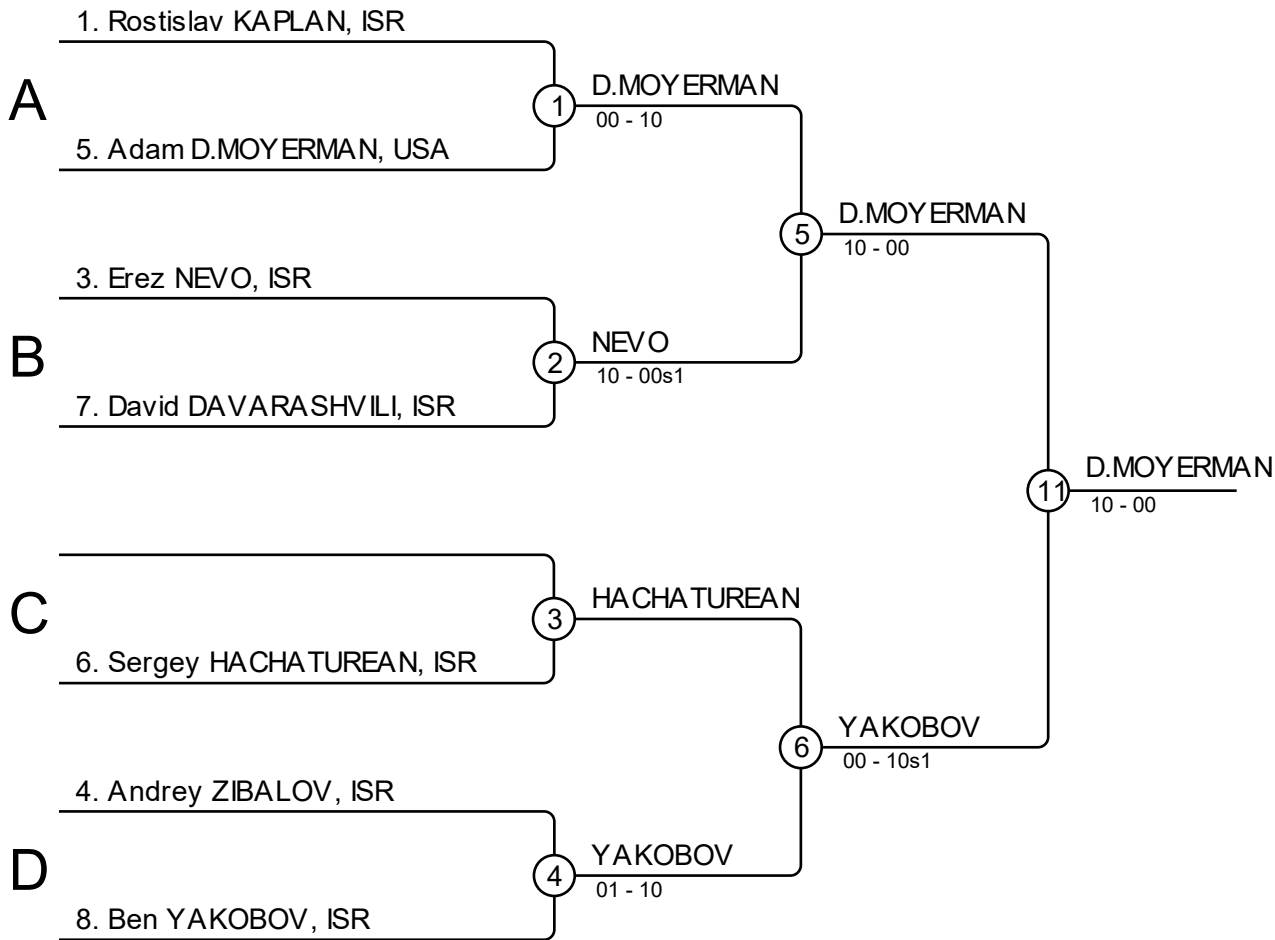 1. Rostislav KAPLAN, ISR
A
1
D.MOYERMAN
00 - 10
5. Adam D.MOYERMAN, USA
5
D.MOYERMAN
10 - 00
3. Erez NEVO, ISR
B
2
NEVO
10 - 00s1
7. David DAVARASHVILI, ISR
11
D.MOYERMAN
10 - 00
C
3
HACHATUREAN
6. Sergey HACHATUREAN, ISR
6
YAKOBOV
00 - 10s1
4. Andrey ZIBALOV, ISR
D
4
YAKOBOV
01 - 10
8. Ben YAKOBOV, ISR